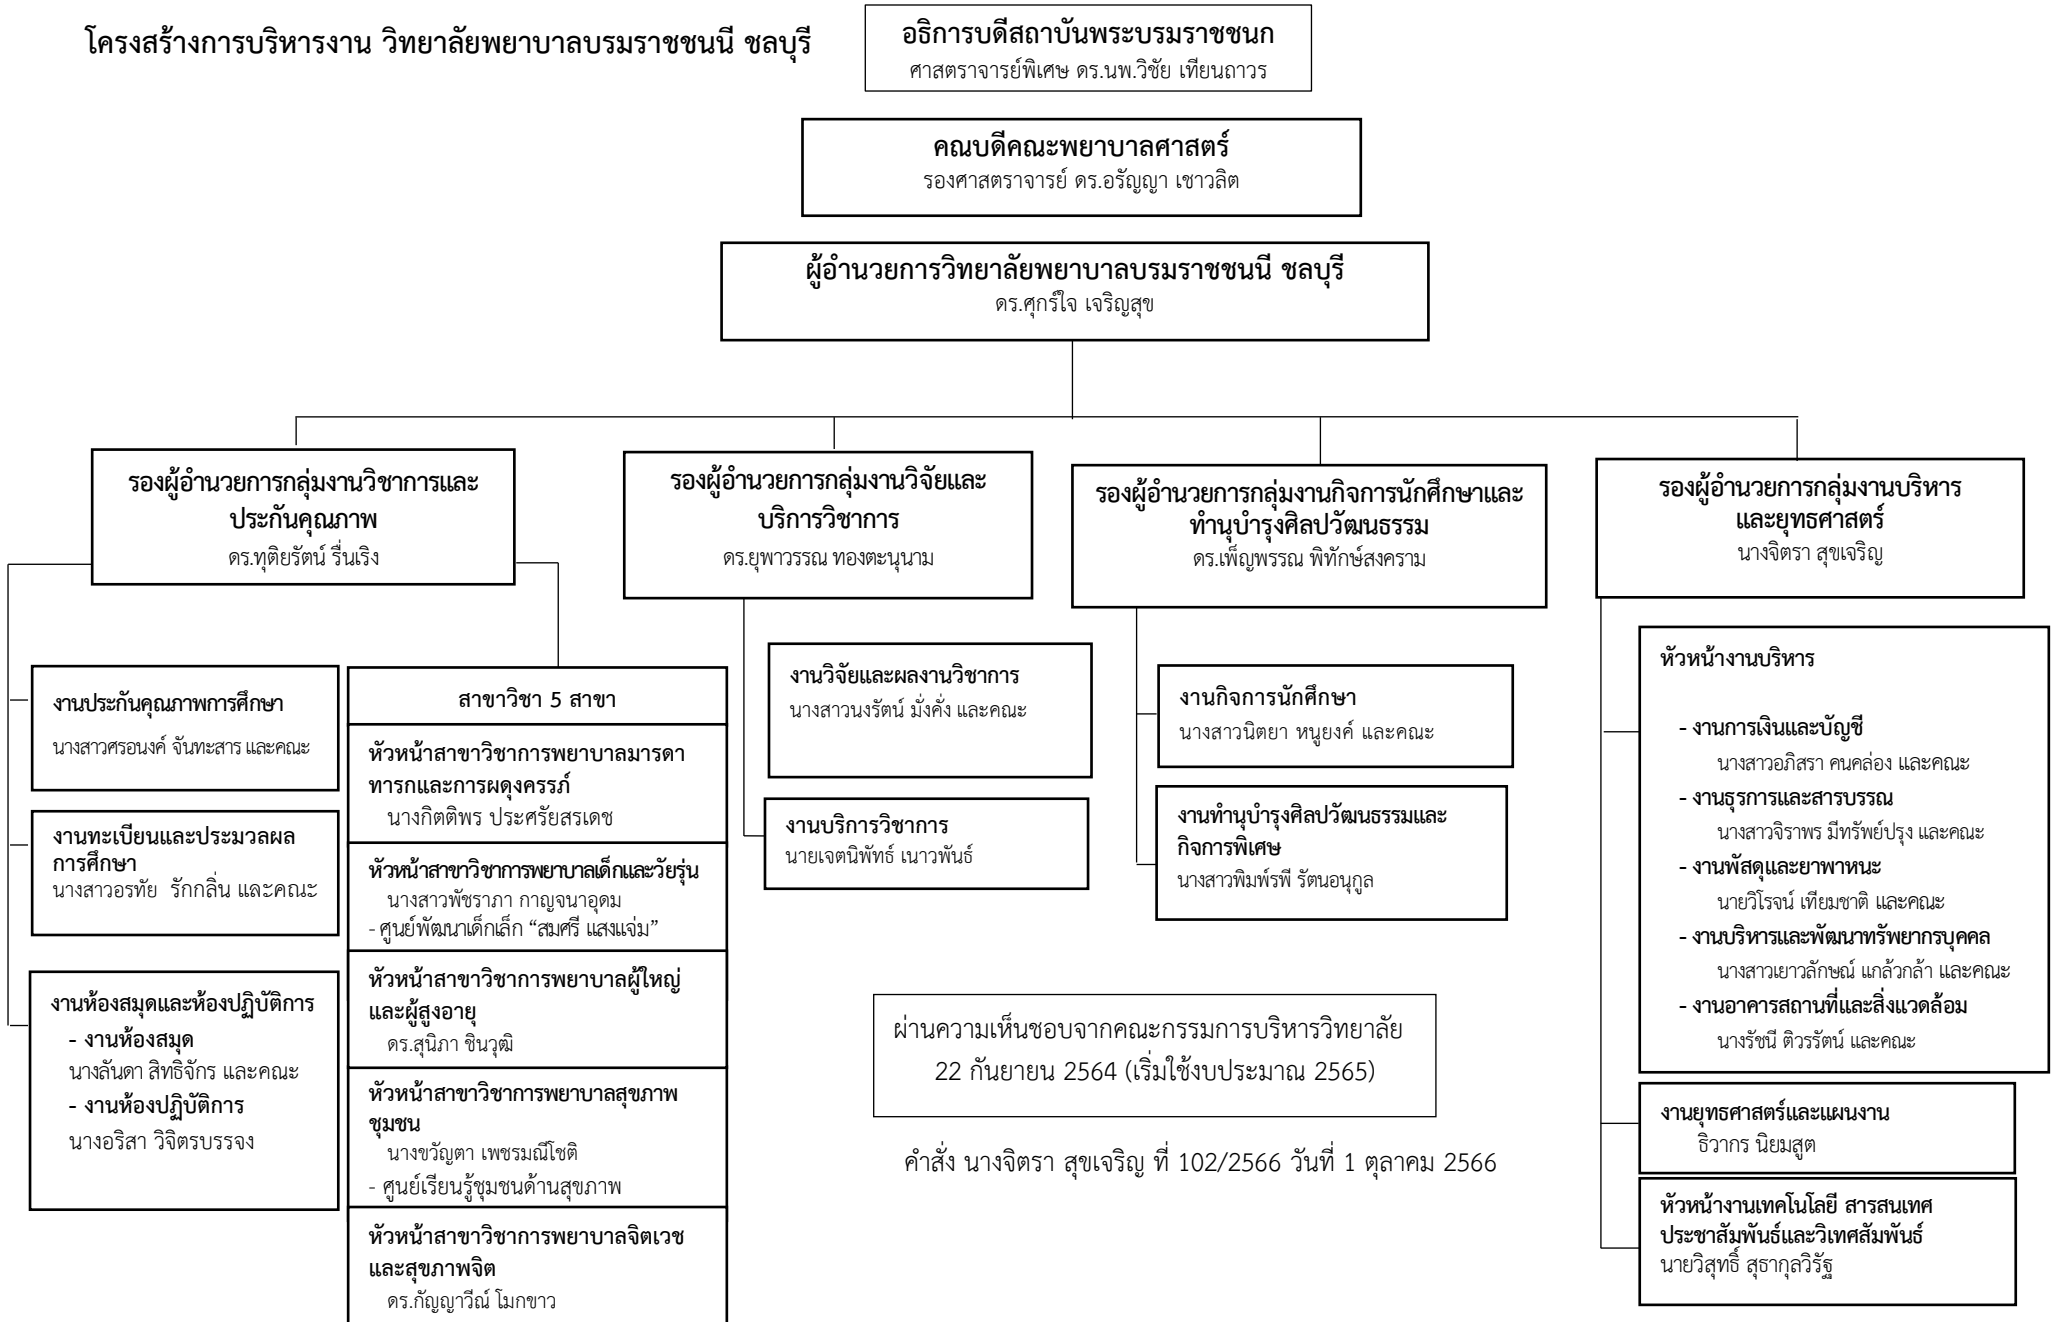 โครงสร้างการบริหารงาน วิทยาลัยพยาบาลบรมราชชนนี ชลบุรี
อธิการบดีสถาบันพระบรมราชชนก
ศาสตราจารย์พิเศษ ดร.นพ.วิชัย เทียนถาวร
คณบดีคณะพยาบาลศาสตร์
รองศาสตราจารย์ ดร.อรัญญา เชาวลิต
ผู้อำนวยการวิทยาลัยพยาบาลบรมราชชนนี ชลบุรี
ดร.ศุกร์ใจ เจริญสุข
รองผู้อำนวยการกลุ่มงานวิชาการและ
ประกันคุณภาพ
ดร.ทุติยรัตน์ รื่นเริง
รองผู้อำนวยการกลุ่มงานวิจัยและ
บริการวิชาการ
ดร.ยุพาวรรณ ทองตะนุนาม
รองผู้อำนวยการกลุ่มงานกิจการนักศึกษาและ
ทำนุบำรุงศิลปวัฒนธรรม
ดร.เพ็ญพรรณ พิทักษ์สงคราม
รองผู้อำนวยการกลุ่มงานบริหาร
และยุทธศาสตร์
นางจิตรา สุขเจริญ
งานประกันคุณภาพการศึกษา
นางสาวศรอนงค์ จันทะสาร และคณะ
งานทะเบียนและประมวลผล
การศึกษา
นางสาวอรทัย รักกลิ่น และคณะ
งานห้องสมุดและห้องปฏิบัติการ
- งานห้องสมุด
นางลันดา สิทธิจักร และคณะ
- งานห้องปฏิบัติการ
นางอริสา วิจิตรบรรจง
สาขาวิชา 5 สาขา
หัวหน้าสาขาวิชาการพยาบาลมารดา
ทารกและการผดุงครรภ์
นางกิตติพร ประศรัยสรเดช
หัวหน้าสาขาวิชาการพยาบาลเด็กและวัยรุ่น
นางสาวพัชราภา กาญจนาอุดม
- ศูนย์พัฒนาเด็กเล็ก “สมศรี แสงแจ่ม”
หัวหน้าสาขาวิชาการพยาบาลผู้ใหญ่
และผู้สูงอายุ
ดร.สุนิภา ชินวุฒิ
หัวหน้าสาขาวิชาการพยาบาลสุขภาพ
ชุมชน
นางขวัญตา เพชรมณีโชติ
- ศูนย์เรียนรู้ชุมชนด้านสุขภาพ
หัวหน้าสาขาวิชาการพยาบาลจิตเวช
และสุขภาพจิต
ดร.กัญญาวีณ์ โมกขาว
งานวิจัยและผลงานวิชาการ
นางสาวนงรัตน์ มั่งคั่ง และคณะ
งานบริการวิชาการ
นายเจตนิพัทธ์ เนาวพันธ์
งานกิจการนักศึกษา
นางสาวนิตยา หนูยงค์ และคณะ
งานทำนุบำรุงศิลปวัฒนธรรมและ
กิจการพิเศษ
นางสาวพิมพ์รพี รัตนอนุกูล
หัวหน้างานบริหาร
- งานการเงินและบัญชี
นางสาวอภิสรา คนคล่อง และคณะ
- งานธุรการและสารบรรณ
นางสาวจิราพร มีทรัพย์ปรุง และคณะ
- งานพัสดุและยาพาหนะ
นายวิโรจน์ เทียมชาติ และคณะ
- งานบริหารและพัฒนาทรัพยากรบุคคล
นางสาวเยาวลักษณ์ แกล้วกล้า และคณะ
- งานอาคารสถานที่และสิ่งแวดล้อม
นางรัชนี ติวรรัตน์ และคณะ
งานยุทธศาสตร์และแผนงาน
ธิวากร นิยมสูต
หัวหน้างานเทคโนโลยี สารสนเทศ
ประชาสัมพันธ์และวิเทศสัมพันธ์
นายวิสุทธิ์ สุธากุลวิรัฐ
ผ่านความเห็นชอบจากคณะกรรมการบริหารวิทยาลัย
22 กันยายน 2564 (เริ่มใช้งบประมาณ 2565)
คำสั่ง นางจิตรา สุขเจริญ ที่ 102/2566 วันที่ 1 ตุลาคม 2566